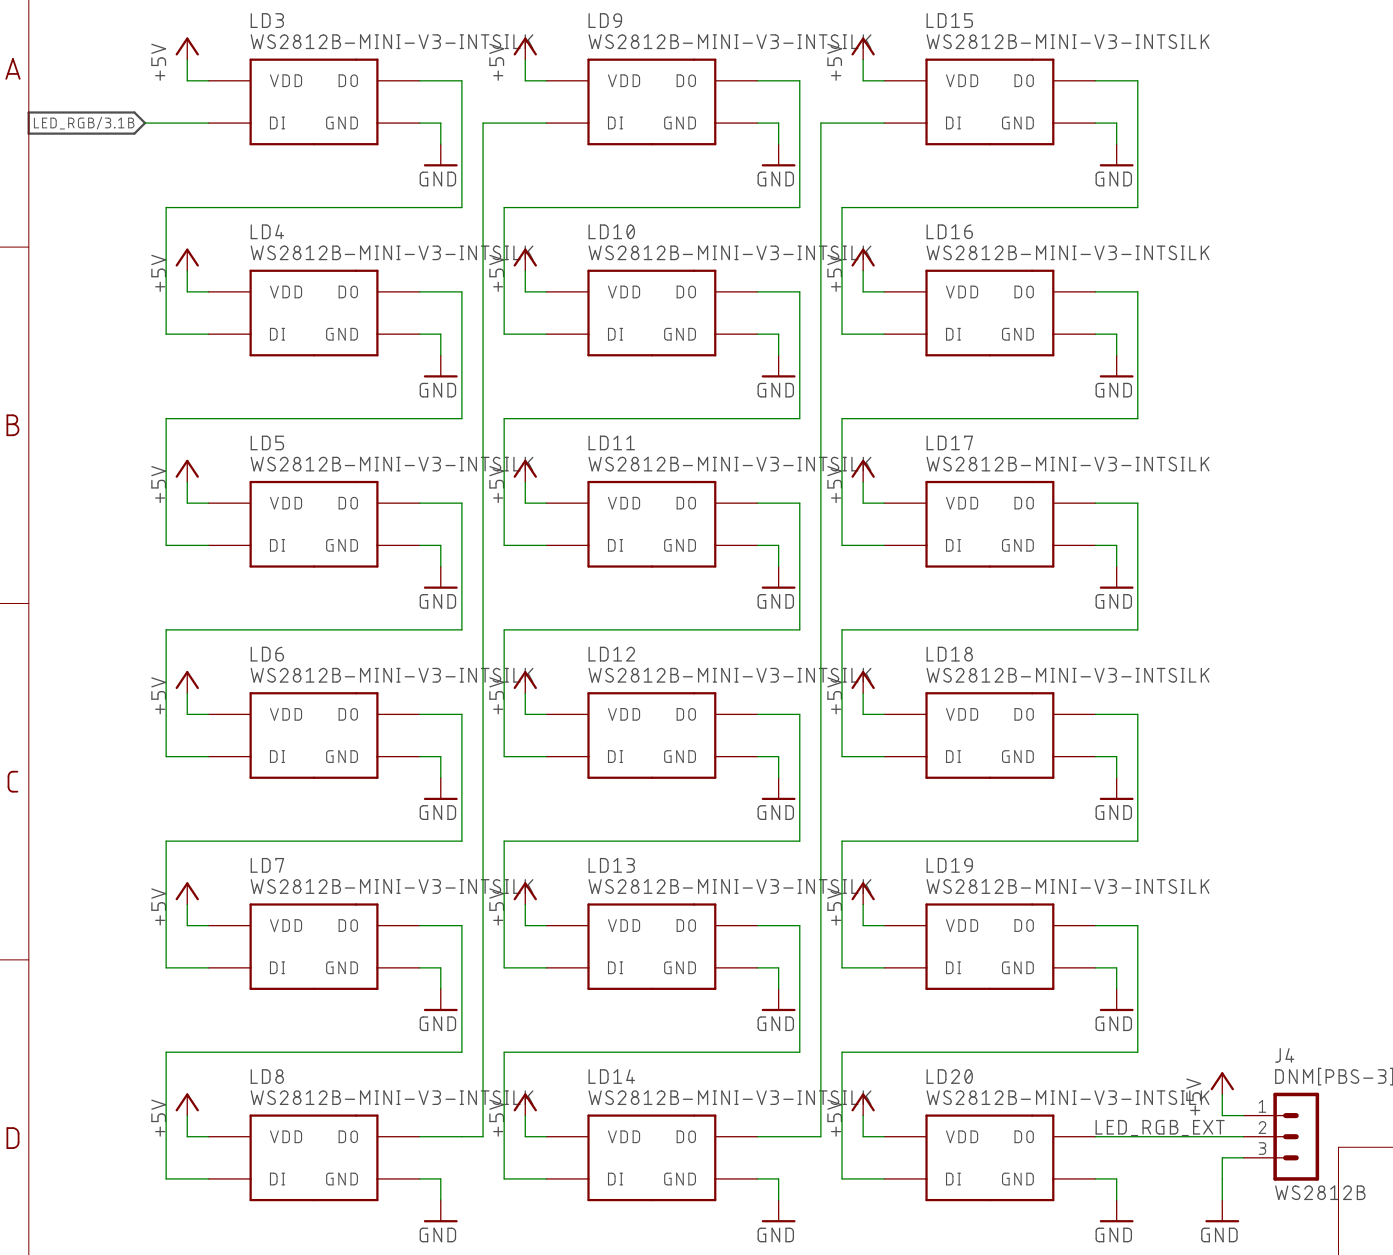 A
LED_RGB/3.1B
LD3
WS2812B-MINI-V3-INTSILK
+5V
VDD DO
DI GND
GND
LD9
WS2812B-MINI-V3-INTSILK
+5V
VDD DO
DI GND
GND
LD15
WS2812B-MINI-V3-INTSILK
+5V
VDD DO
DI GND
GND
LD4
WS2812B-MINI-V3-INTSILK
+5V
VDD DO
DI GND
GND
LD10
WS2812B-MINI-V3-INTSILK
+5V
VDD DO
DI GND
GND
LD16
WS2812B-MINI-V3-INTSILK
+5V
VDD DO
DI GND
GND
B
LD5
WS2812B-MINI-V3-INTSILK
+5V
VDD DO
DI GND
GND
LD11
WS2812B-MINI-V3-INTSILK
+5V
VDD DO
DI GND
GND
LD17
WS2812B-MINI-V3-INTSILK
+5V
VDD DO
DI GND
GND
LD6
WS2812B-MINI-V3-INTSILK
+5V
VDD DO
DI GND
GND
LD12
WS2812B-MINI-V3-INTSILK
+5V
VDD DO
DI GND
GND
LD18
WS2812B-MINI-V3-INTSILK
+5V
VDD DO
DI GND
GND
C
LD7
WS2812B-MINI-V3-INTSILK
+5V
VDD DO
DI GND
GND
LD13
WS2812B-MINI-V3-INTSILK
+5V
VDD DO
DI GND
GND
LD19
WS2812B-MINI-V3-INTSILK
+5V
VDD DO
DI GND
GND
D
LD8
WS2812B-MINI-V3-INTSILK
+5V
VDD DO
DI GND
GND
LD14
WS2812B-MINI-V3-INTSILK
+5V
VDD DO
DI GND
GND
LD20
WS2812B-MINI-V3-INTSILK
+5V
VDD DO
DI GND
GND
LED_RGB_EXT
J4
DNM[PBS-3]
+5V
1
2
3
WS2812B
GND